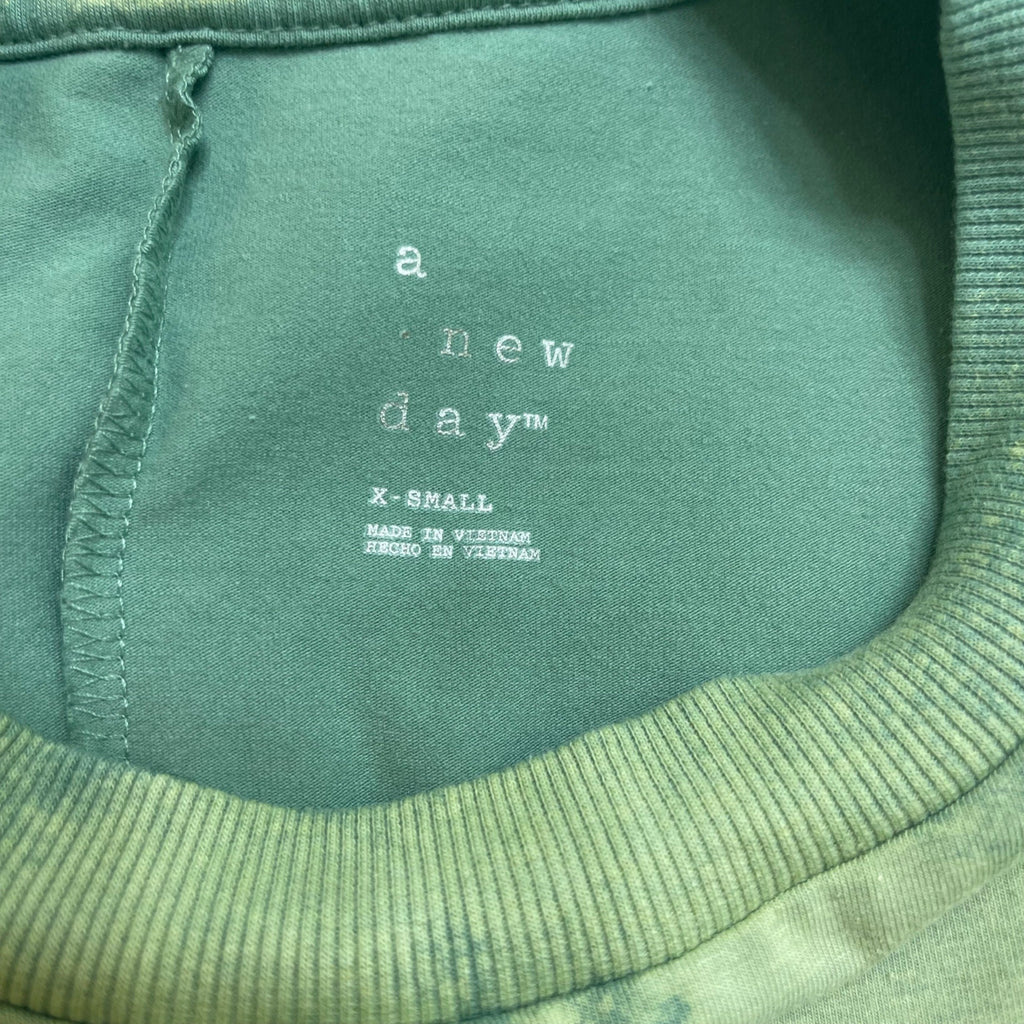 a
new
day™
X-SMALL
MADE IN VIETNAM
HECHO EN VIETNAM